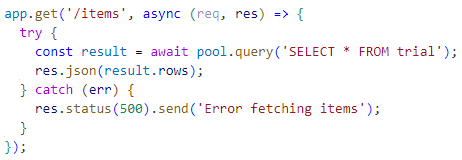 app.get('/items', async (req, res) => {
  try {
    const result = await pool.query('SELECT * FROM trial');
    res.json(result.rows);
  } catch (err) {
    res.status(500).send('Error fetching items');
  }
});